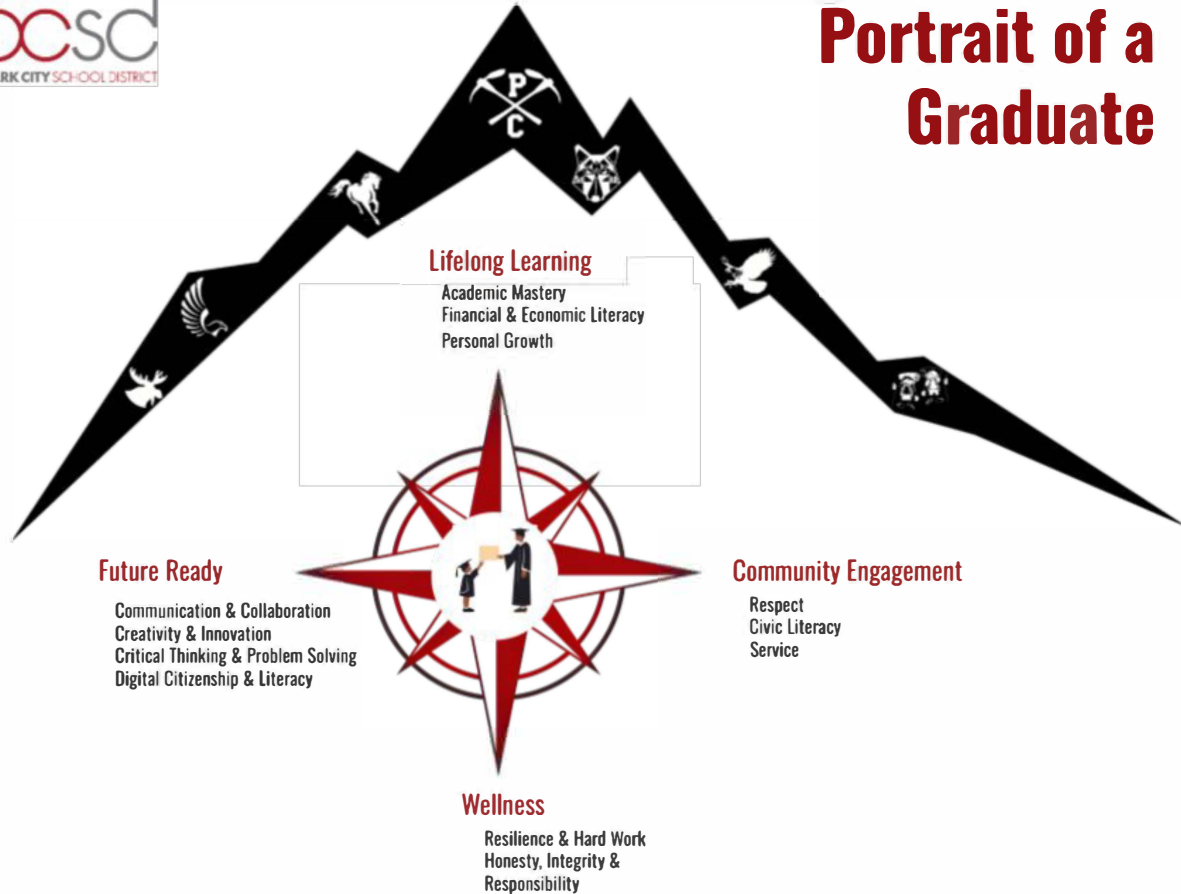 pcsd
PARK CITY SCHOOL DISTRICT
Portrait of a
Graduate
P
C
Lifelong Learning
Academic Mastery
Financial & Economic Literacy
Personal Growth
Future Ready
Communication & Collaboration
Creativity & Innovation
Critical Thinking & Problem Solving
Digital Citizenship & Literacy
Community Engagement
Respect
Civic Literacy
Service
Wellness
Resilience & Hard Work
Honesty, Integrity &
Responsibility